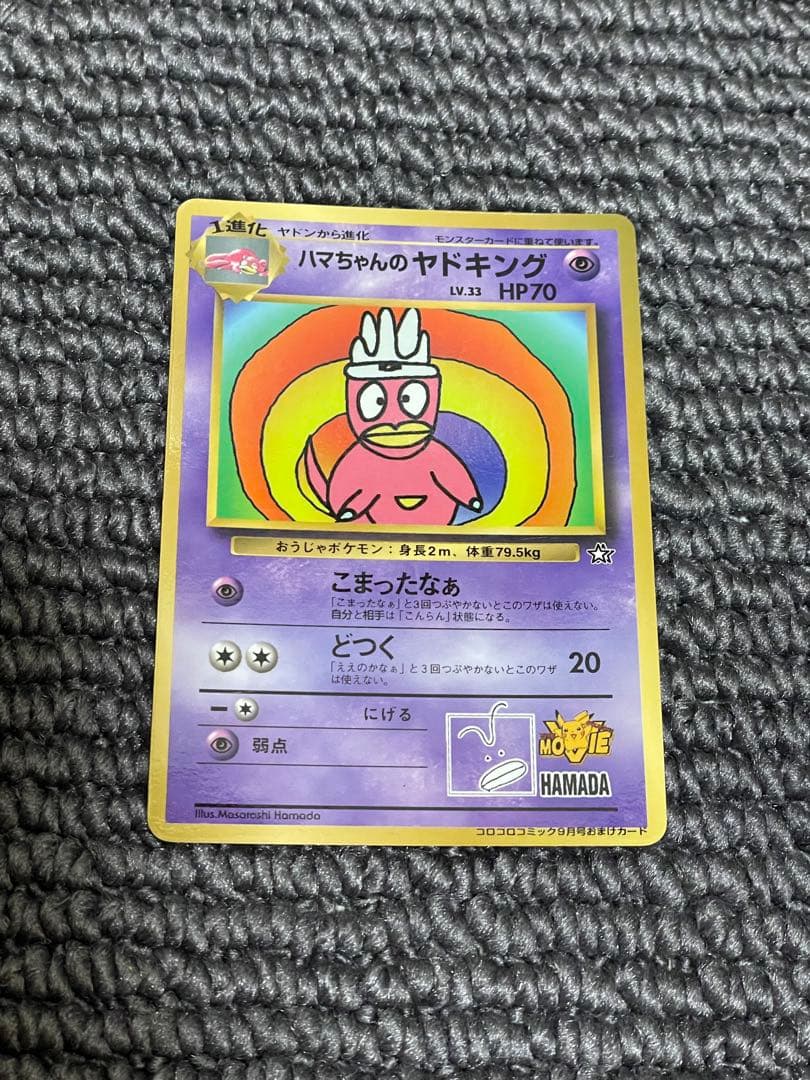 1進化 ヤドンから進化 モンスターカードに重ねて使います。
ハマちゃんのヤドキング
LV.33 HP70
おうじゃポケモン:身長2m、体重79.5kg
こまったなぁ
「こまったなぁ」と3回つぶやかないとこのワザは使えない。
自分と相手は「こんらん」状態になる。
どつく 20
「ええのかなぁ」と3回つぶやかないとこのワザ
は使えない。
にげる
弱点
MOVIE
HAMADA
Illus.Masatoshi Hamada
コロコロコミック9月号おまけカード